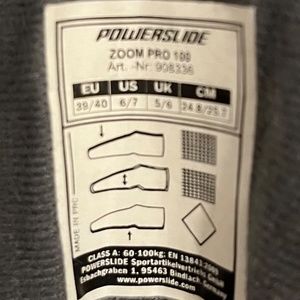 POWERSLIDE
ZOOM PRO 100
Art. -Nr. 908336
EU US UK CM
39/40 6/7 5/6 24.8/25.7
MADE IN PRC
CLASS A: 60-100kg; EN 13843:2009
POWERSLIDE Sportartikelvertriebs GmbH
Esbachgraben 1, 95463 Bindlach, Germany
www.powerslide.com